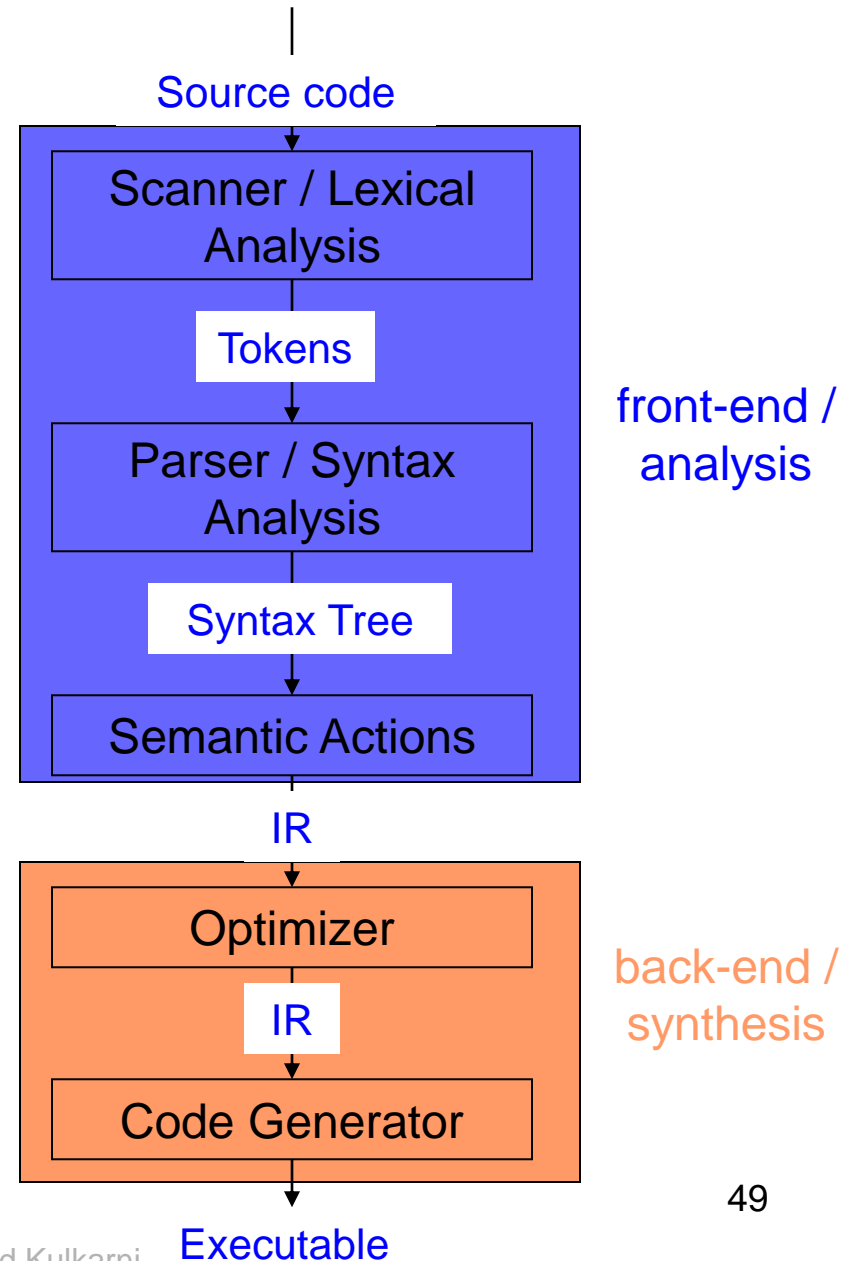 Source code
Scanner / Lexical
Analysis
Tokens
Parser / Syntax
Analysis
Syntax Tree
Semantic Actions
front-end /
analysis
IR
Optimizer
IR
Code Generator
back-end /
synthesis
49
Executable
Kulkarni